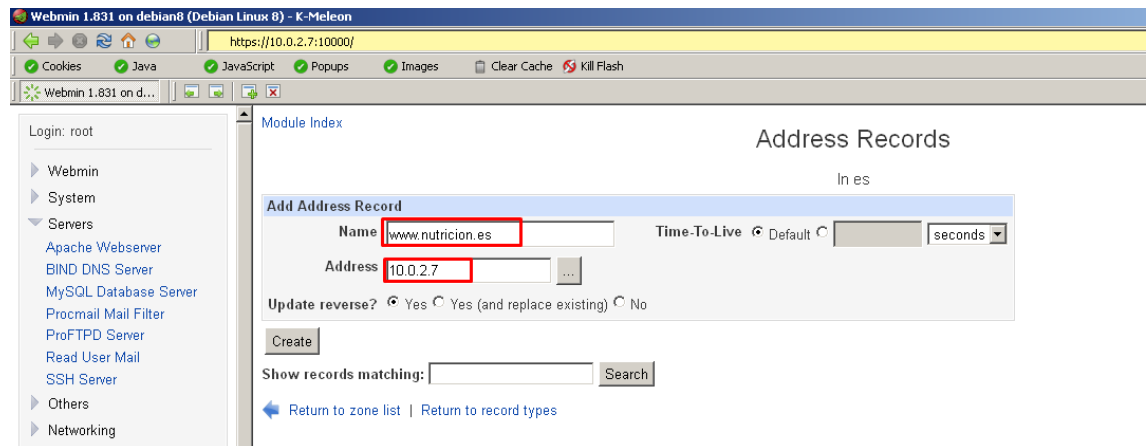 Webmin 1.831 on debian8 (Debian Linux 8) - K-Meleon
https://10.0.2.7:10000/
Cookies Java JavaScript Popups Images Clear Cache Kill Flash
Webmin 1.831 on d...
Login: root
Webmin
System
Servers
Apache Webserver
BIND DNS Server
MySQL Database Server
Procmail Mail Filter
ProFTPD Server
Read User Mail
SSH Server
Others
Networking
Module Index
Address Records
In es
Add Address Record
Name www.nutricion.es Time-To-Live Default seconds
Address 10.0.2.7 ...
Update reverse? Yes Yes (and replace existing) No
Create
Show records matching: Search
Return to zone list | Return to record types